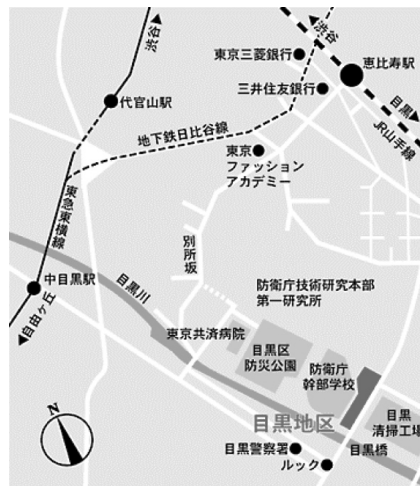 渋谷
渋谷
東京三菱銀行
恵比寿駅
三井住友銀行
目黒
JR山手線
代官山駅
地下鉄日比谷線
東京
ファッション
アカデミー
東急東横線
別所坂
中目黒駅
目黒川
自由ヶ丘
防衛庁技術研究本部
第一研究所
東京共済病院
目黒区
防災公園
防衛庁
幹部学校
目黒地区
目黒
清掃工場
目黒警察署
目黒橋
ルック
N